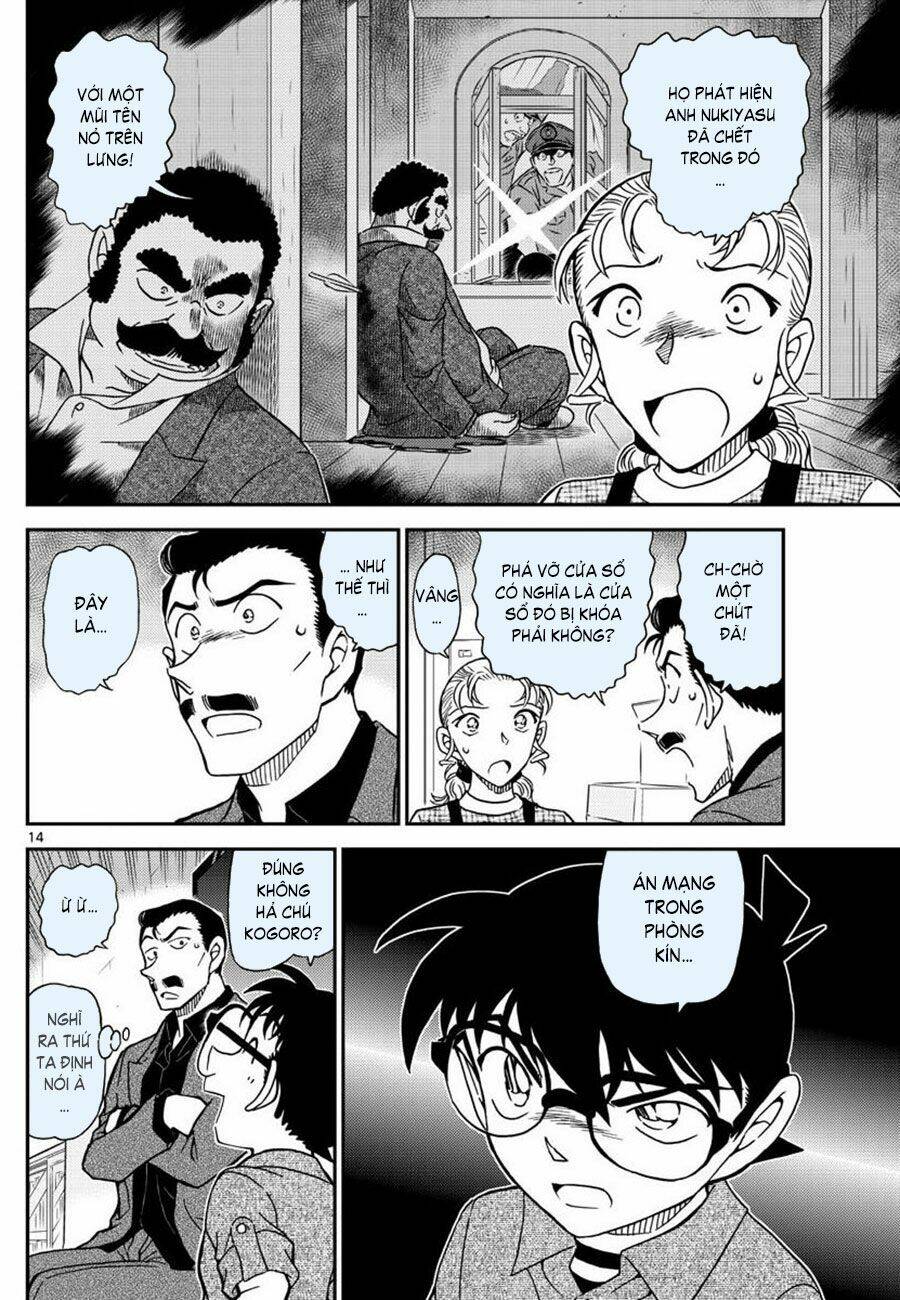 HỌ PHÁT HIỆN
ANH NUKIYASU
ĐÃ CHẾT
TRONG ĐÓ
...
VỚI MỘT
MŨI TÊN
NÓ TRÊN
LƯNG!
CH-CHỜ
MỘT
CHÚT
ĐÃ!
PHÁ VỠ CỬA SỔ
CÓ NGHĨA LÀ CỬA
SỔ ĐÓ BỊ KHÓA
PHẢI KHÔNG?
VÂNG
...
... NHƯ
THẾ THÌ
...
ĐÂY
LÀ...
14
ÁN MẠNG
TRONG
PHÒNG
KÍN...
ĐÚNG
KHÔNG
HẢ CHÚ
KOGORO?
Ừ Ừ...
NGHĨ
RA THỨ
TA ĐỊNH
NÓI À
...